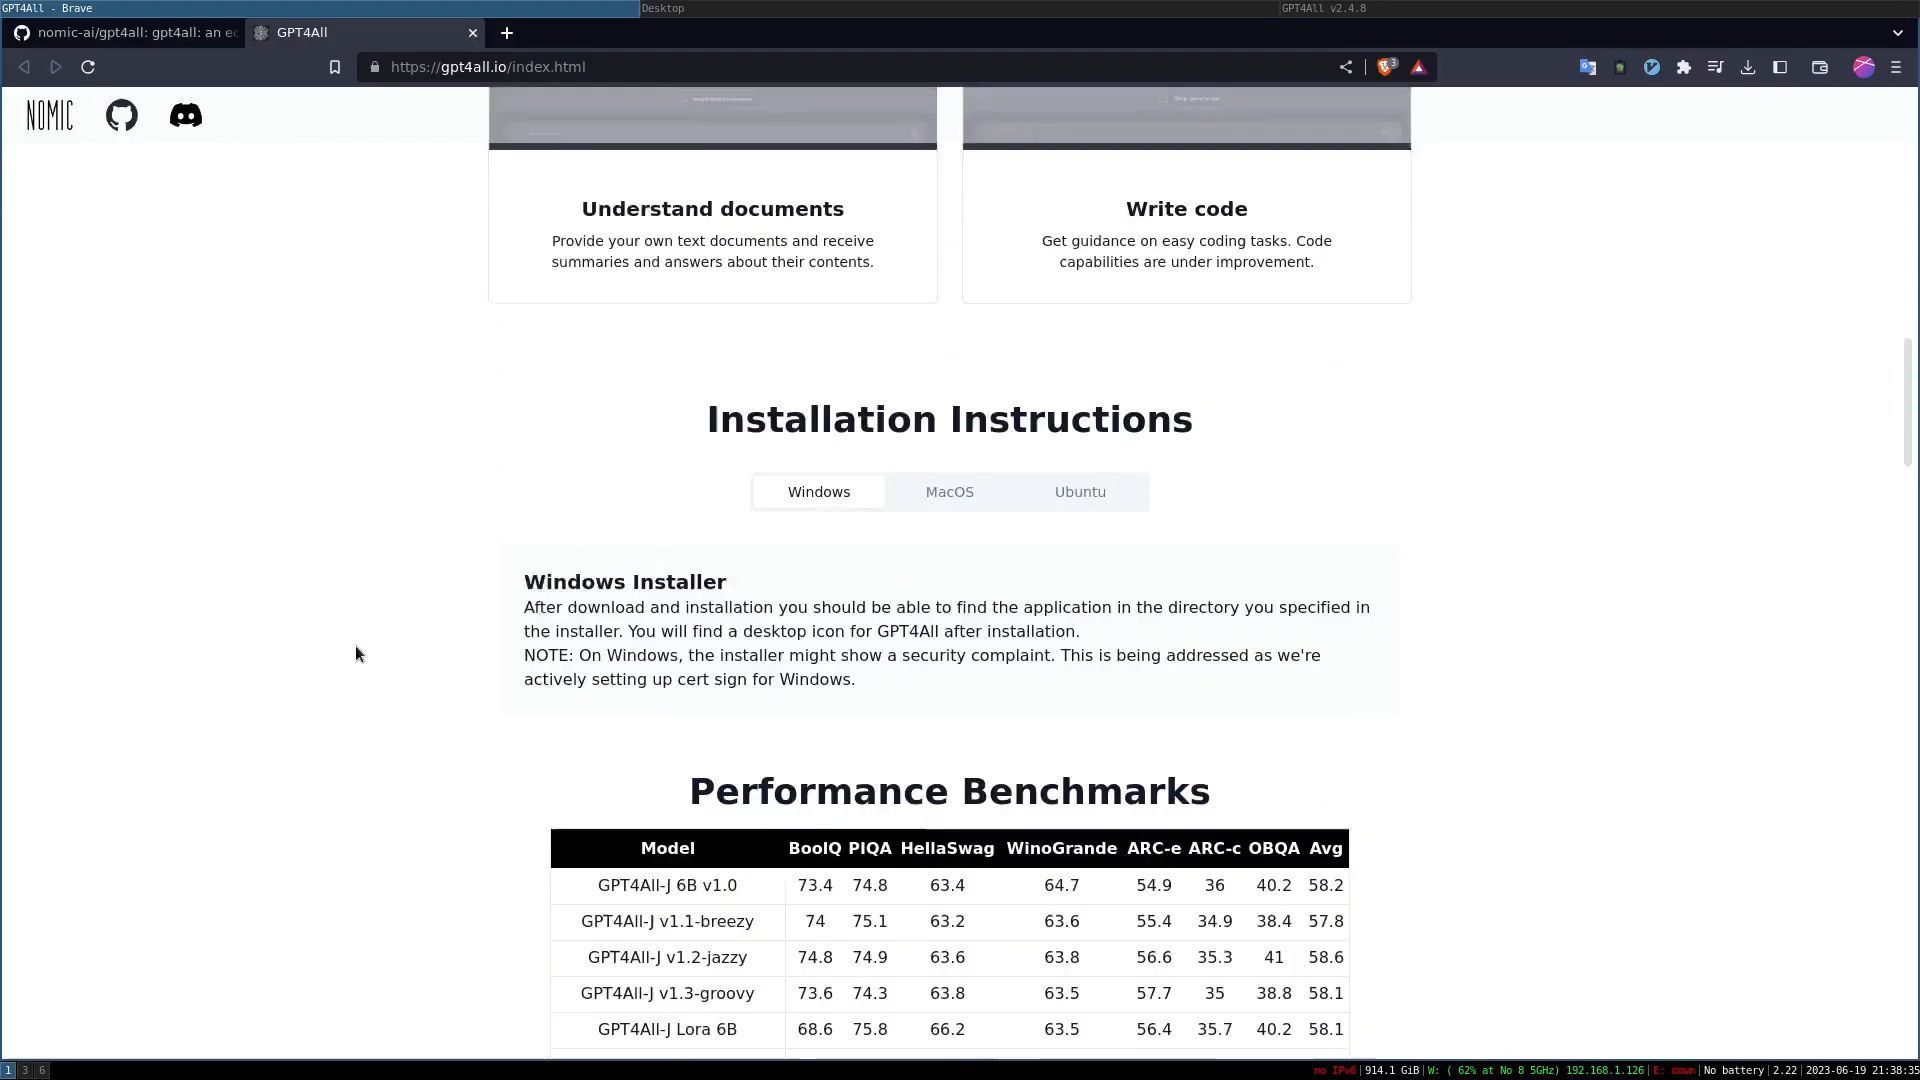 GPT4All - Brave
Desktop
GPT4All v2.4.8
nomic-ai/gpt4all: gpt4all: an ec
GPT4All
https://gpt4all.io/index.html
3
NOMIC
Understand documents
Provide your own text documents and receive
summaries and answers about their contents.
Write code
Get guidance on easy coding tasks. Code
capabilities are under improvement.
Installation Instructions
Windows
MacOS
Ubuntu
Windows Installer
After download and installation you should be able to find the application in the directory you specified in
the installer. You will find a desktop icon for GPT4All after installation.
NOTE: On Windows, the installer might show a security complaint. This is being addressed as we're
actively setting up cert sign for Windows.
Performance Benchmarks
Model BoolQ PIQA HellaSwag WinoGrande ARC-e ARC-c OBQA Avg
GPT4All-J 6B v1.0 73.4 74.8 63.4 64.7 54.9 36 40.2 58.2
GPT4All-J v1.1-breezy 74 75.1 63.2 63.6 55.4 34.9 38.4 57.8
GPT4All-J v1.2-jazzy 74.8 74.9 63.6 63.8 56.6 35.3 41 58.6
GPT4All-J v1.3-groovy 73.6 74.3 63.8 63.5 57.7 35 38.8 58.1
GPT4All-J Lora 6B 68.6 75.8 66.2 63.5 56.4 35.7 40.2 58.1
1 3 6
no IPv6|914.1 GiB|W: ( 62% at No 8 5GHz) 192.168.1.126|E: down|No battery|2.22|2023-06-19 21:38:35